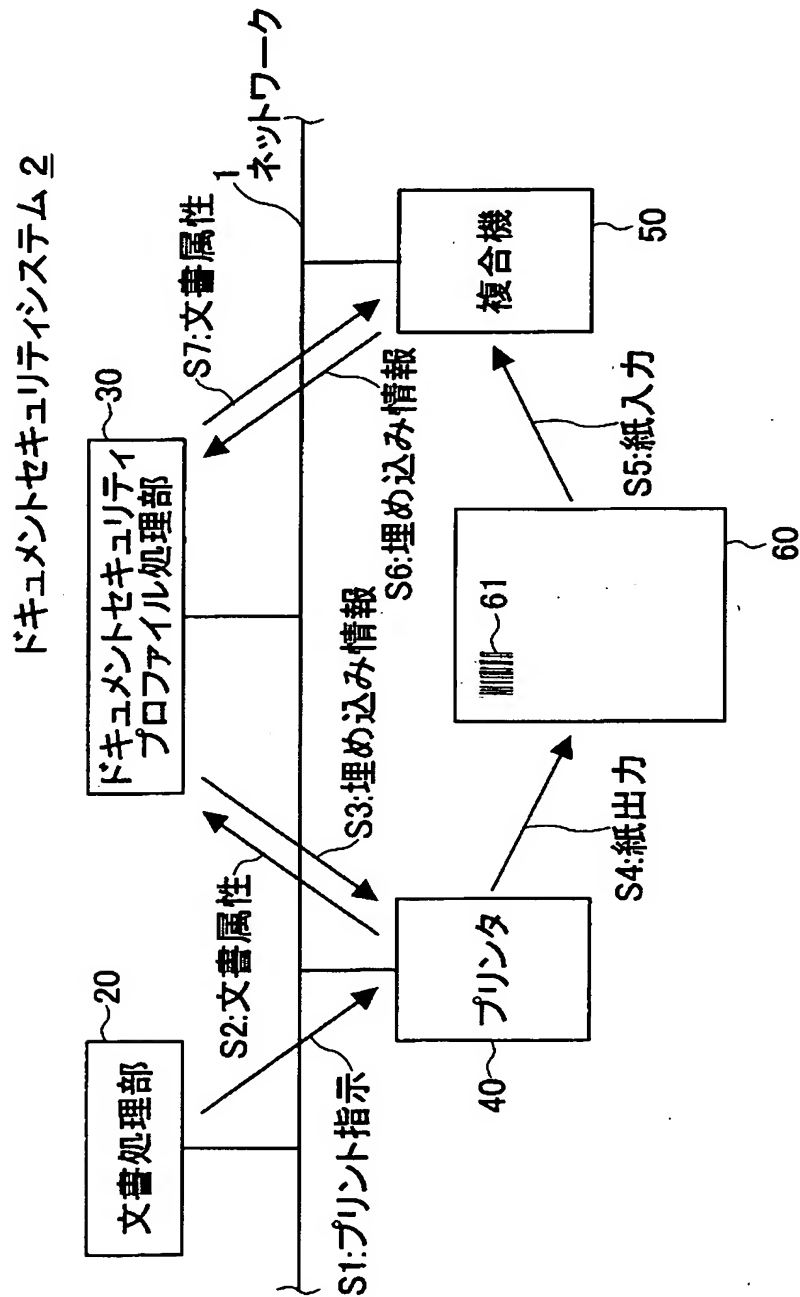 ドキュメントセキュリティシステム 2
20
文書処理部
30
ドキュメントセキュリティ
プロファイル処理部
S1:プリント指示
S2:文書属性
S3:埋め込み情報
S7:文書属性
S6:埋め込み情報
1
ネットワーク
40
プリンタ
S4:紙出力
61
60
S5:紙入力
複合機
50